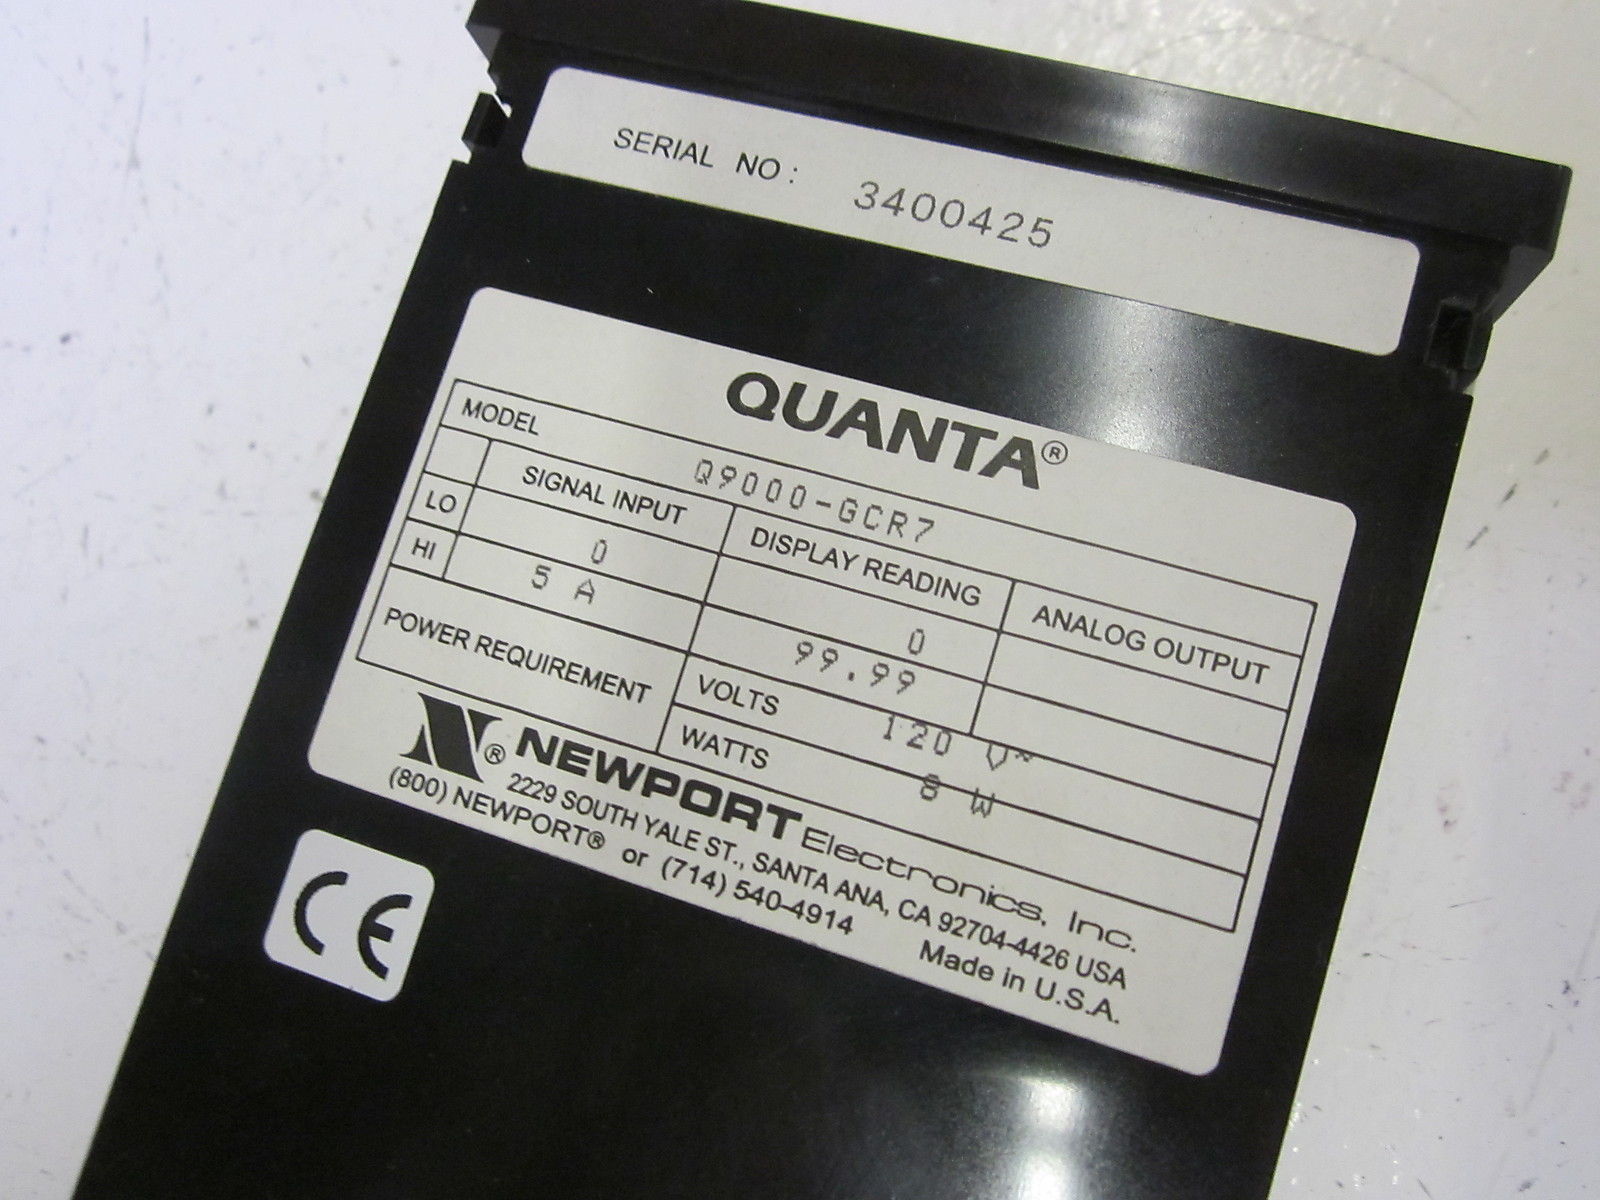 SERIAL NO: 3400425
QUANTA®
MODEL Q9000-GCR7
SIGNAL INPUT DISPLAY READING ANALOG OUTPUT
LO 0 0
HI 5 A 99.99
POWER REQUIREMENT VOLTS 120 V~
WATTS 8 W
N® NEWPORT Electronics, Inc.
2229 SOUTH YALE ST., SANTA ANA, CA 92704-4426 USA
(800) NEWPORT® or (714) 540-4914 Made in U.S.A.
CE